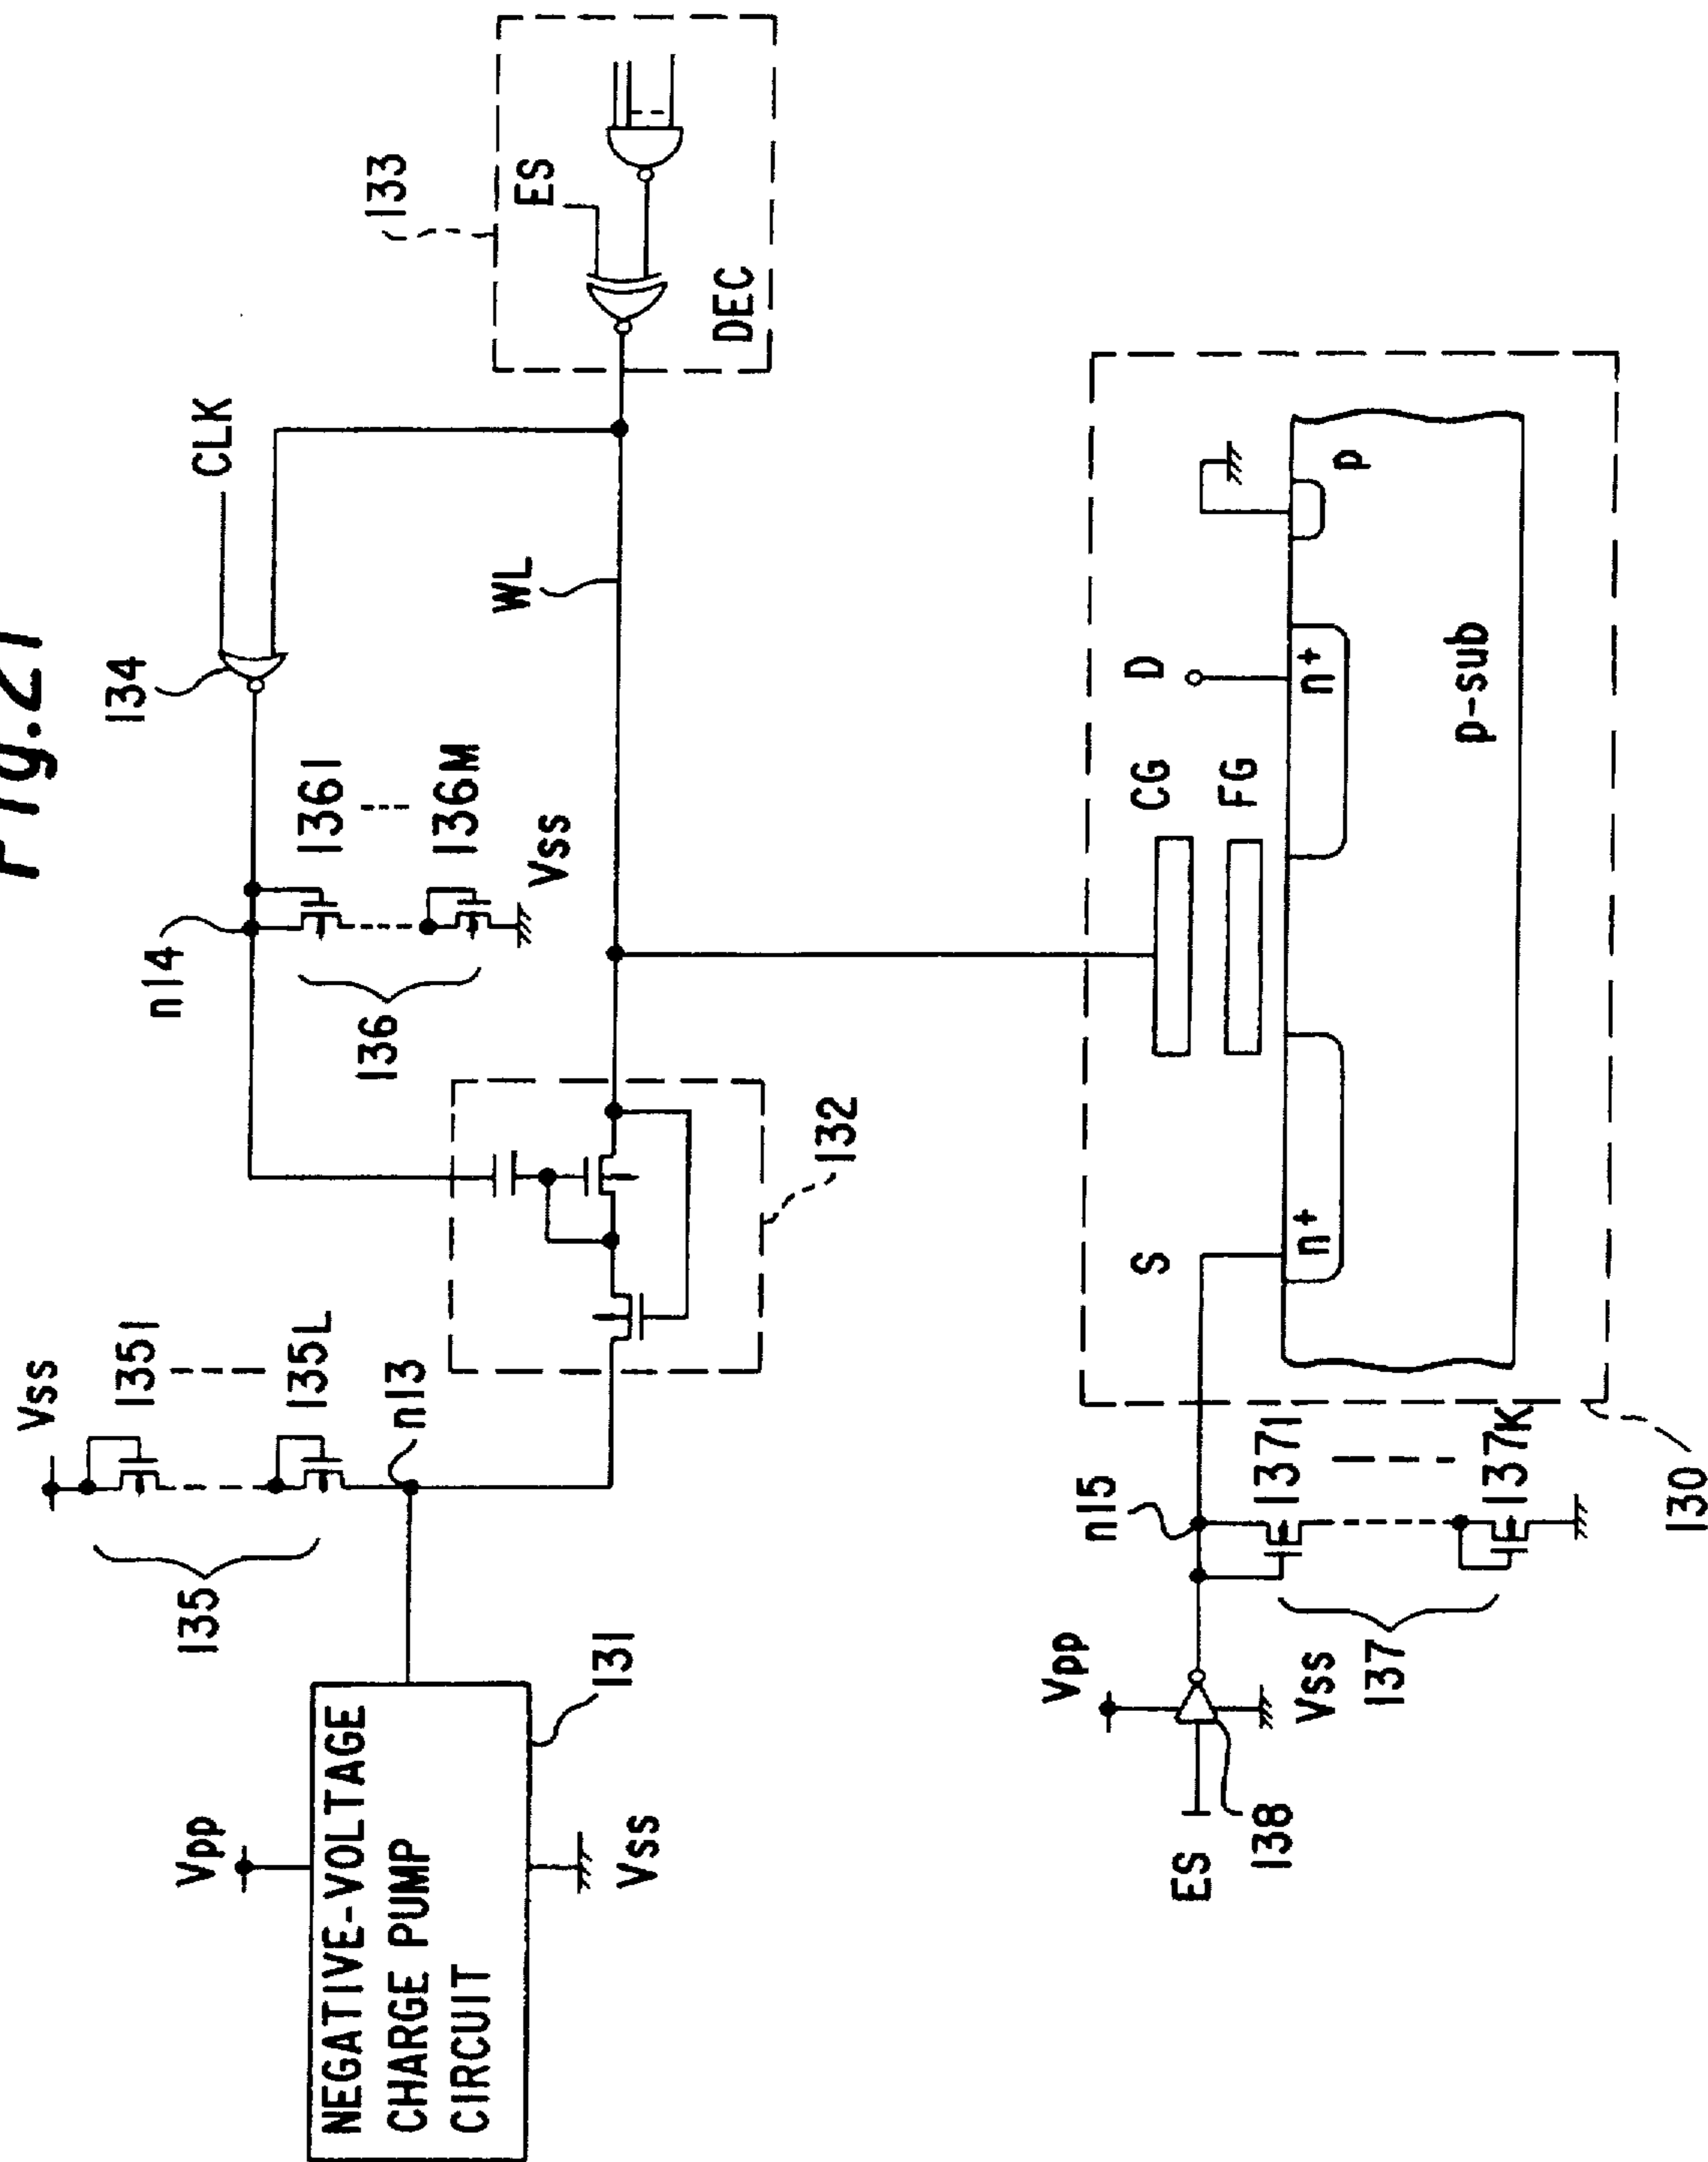 Fig.21
Vpp
NEGATIVE-VOLTAGE
CHARGE PUMP
CIRCUIT
Vss
131
135
Vss
1351
135L
n13
132
n14
136
1361
136M
Vss
134
CLK
WL
133
ES
DEC
ES
138
Vpp
Vss
137
n15
1371
137K
130
S
CG
FG
D
n+
n+
p
p-sub